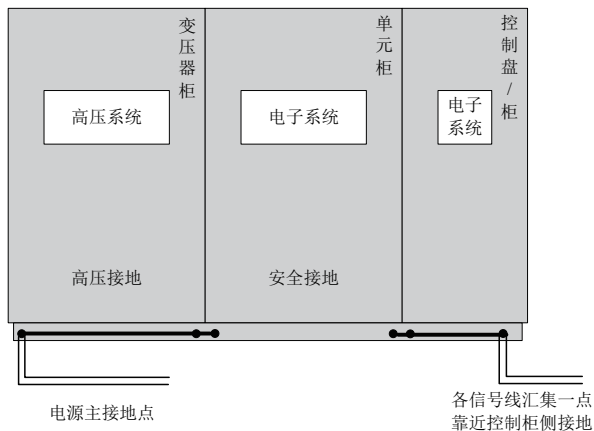 变压器柜
单元柜
控制盘/柜
高压系统
电子系统
电子
系统
高压接地
安全接地
电源主接地点
各信号线汇集一点
靠近控制柜侧接地